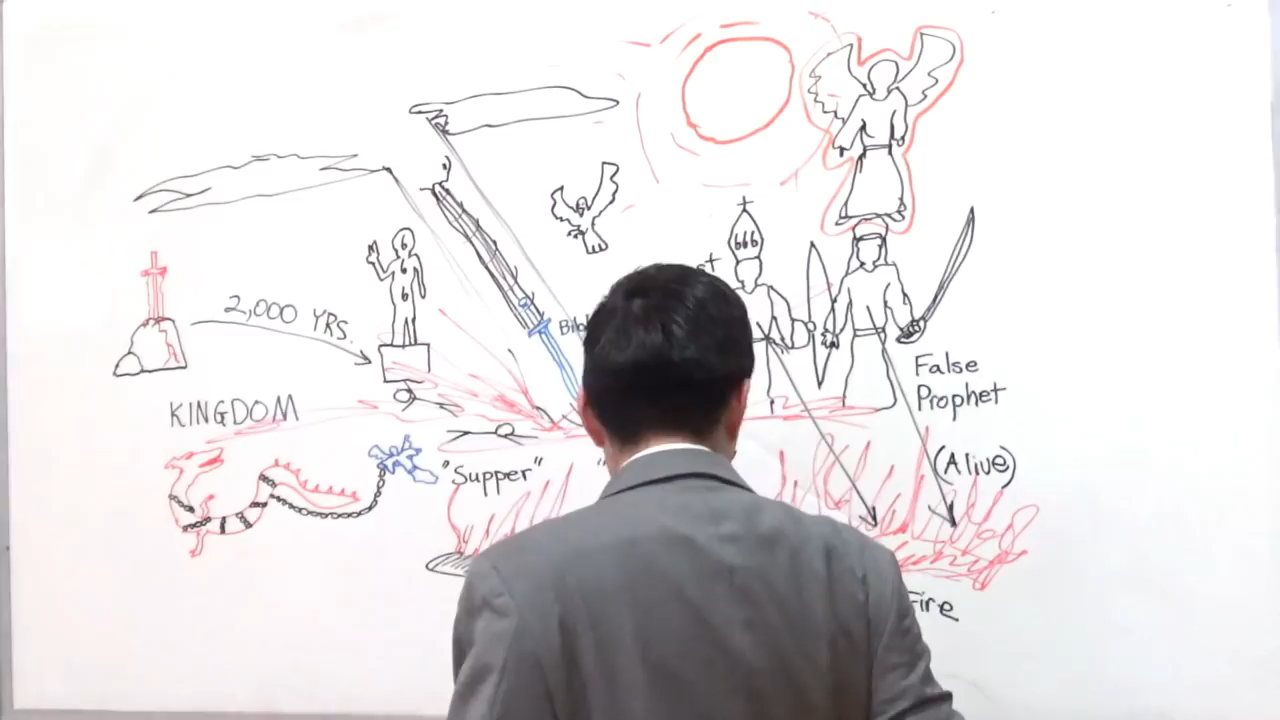 666
6
6
6
2,000 YRS.
False
Prophet
KINGDOM
(Alive)
"Supper"
Fire